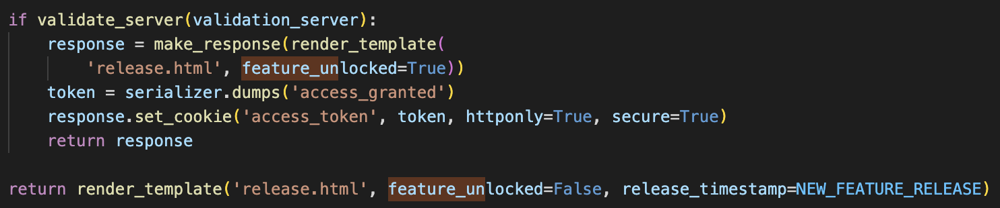 if validate_server(validation_server):
    response = make_response(render_template(
        'release.html', feature_unlocked=True))
    token = serializer.dumps('access_granted')
    response.set_cookie('access_token', token, httponly=True, secure=True)
    return response

return render_template('release.html', feature_unlocked=False, release_timestamp=NEW_FEATURE_RELEASE)